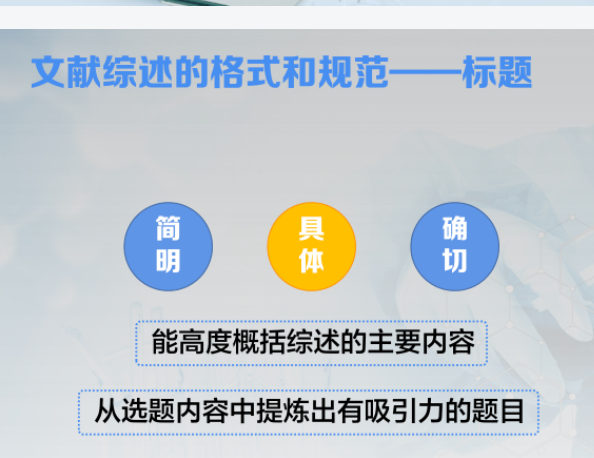 文献综述的格式和规范——标题
简明
具体
确切
能高度概括综述的主要内容
从选题内容中提炼出有吸引力的题目